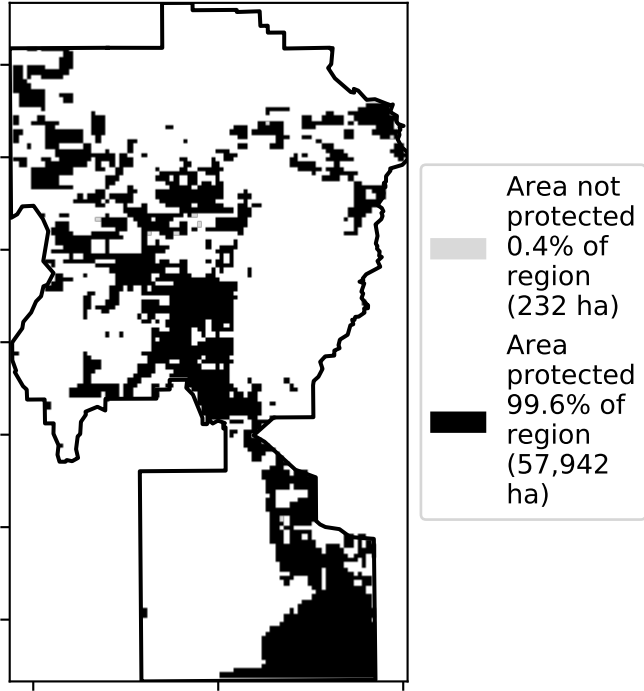 Area not
protected
0.4% of
region
(232 ha)
Area
protected
99.6% of
region
(57,942
ha)